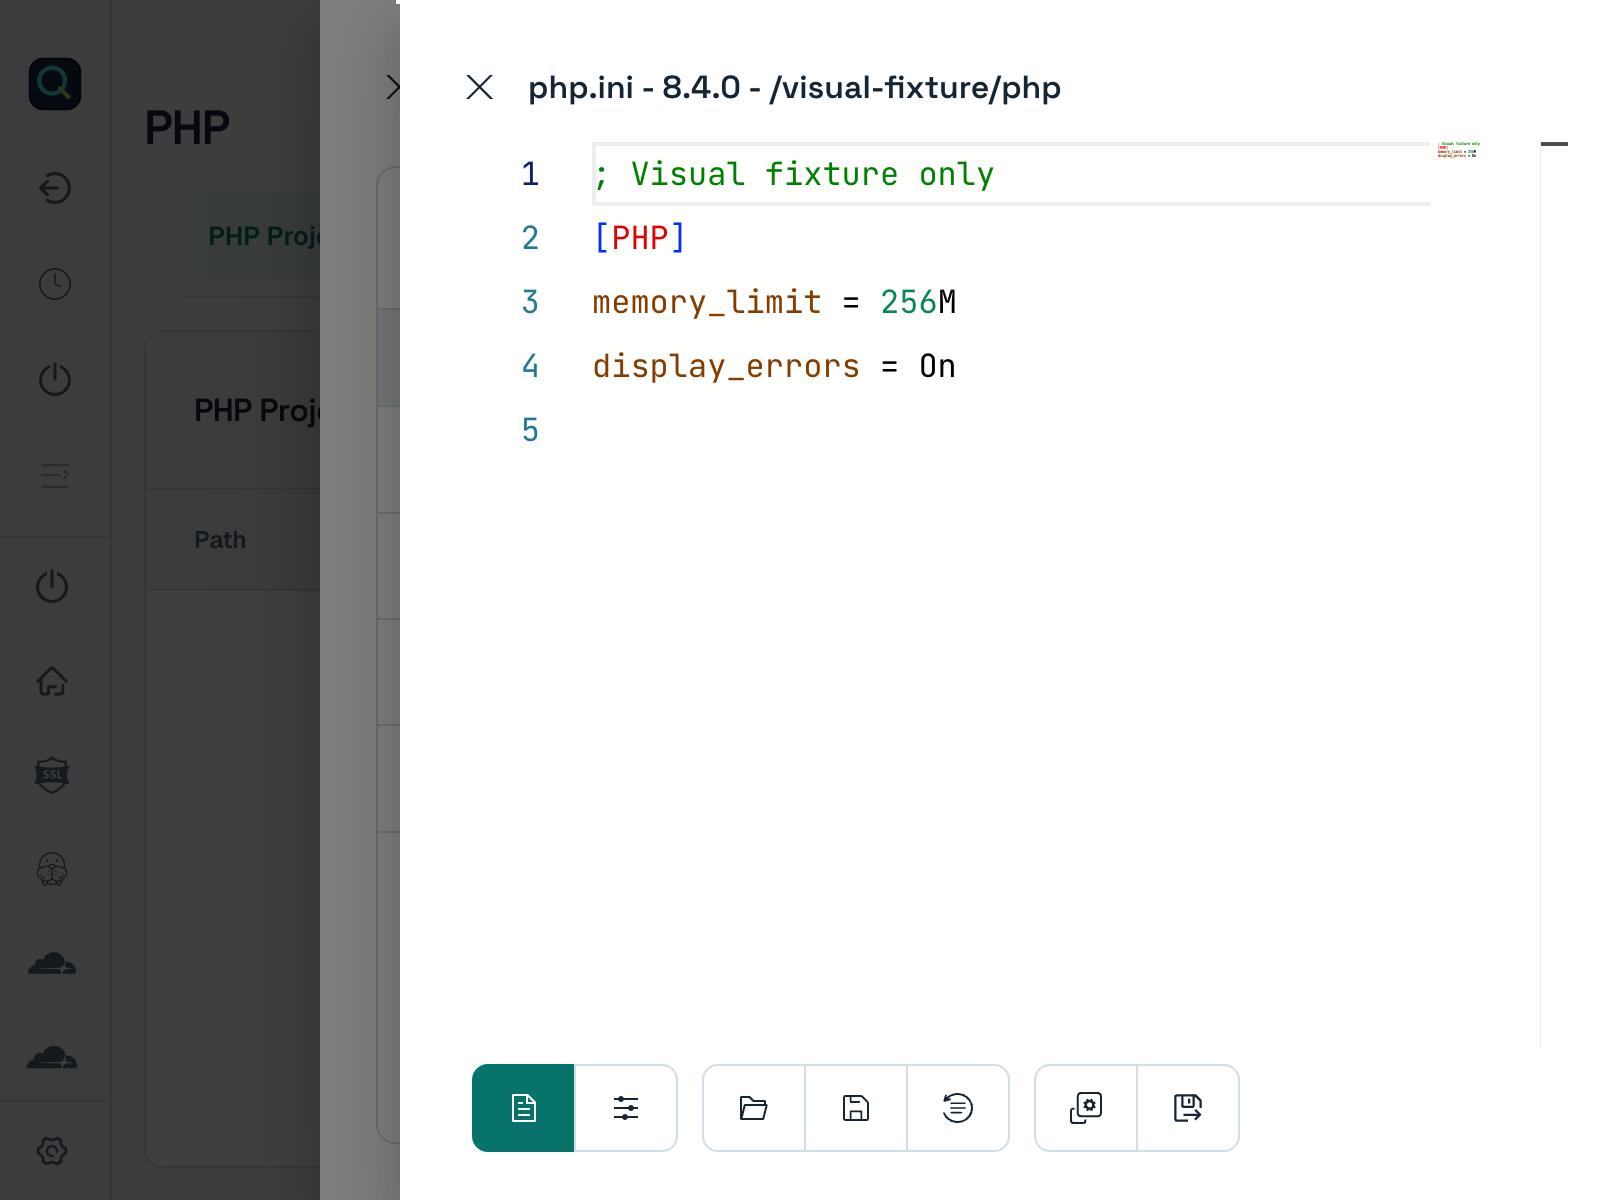 PHP
PHP Proj
PHP Proj
Path
SSL
php.ini - 8.4.0 - /visual-fixture/php
1 ; Visual fixture only
2 [PHP]
3 memory_limit = 256M
4 display_errors = On
5